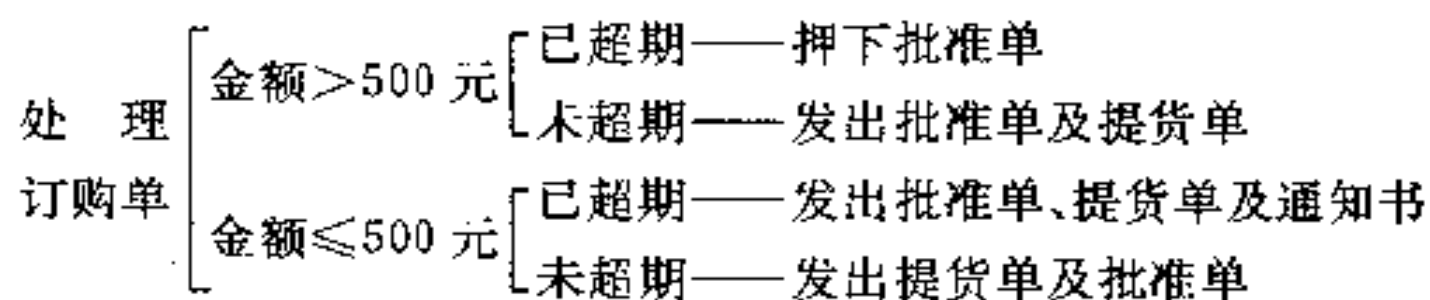 处 理
订购单
金额>500 元
已超期——押下批准单
未超期——发出批准单及提货单
金额≤500 元
已超期——发出批准单、提货单及通知书
未超期——发出提货单及批准单